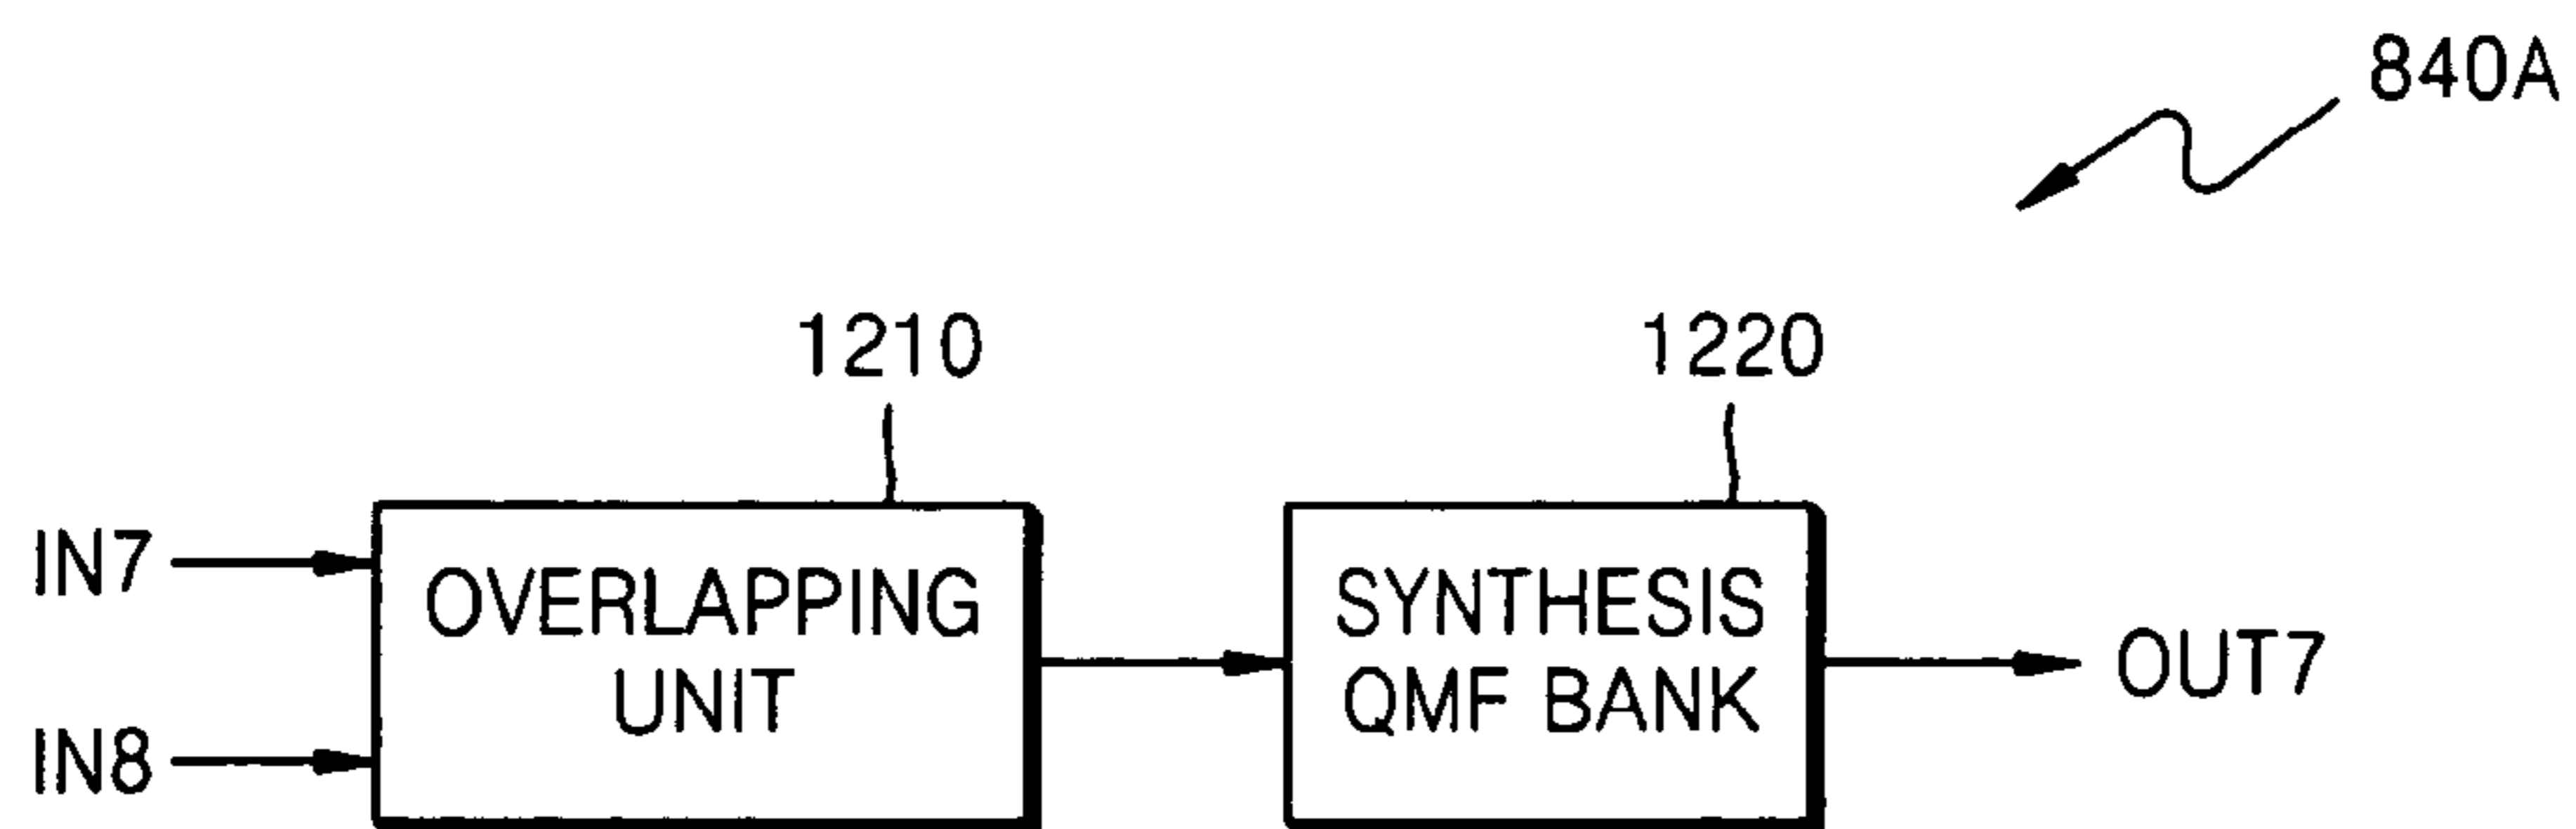 840A
1210
1220
IN7
OVERLAPPING
UNIT
IN8
SYNTHESIS
QMF BANK
OUT7